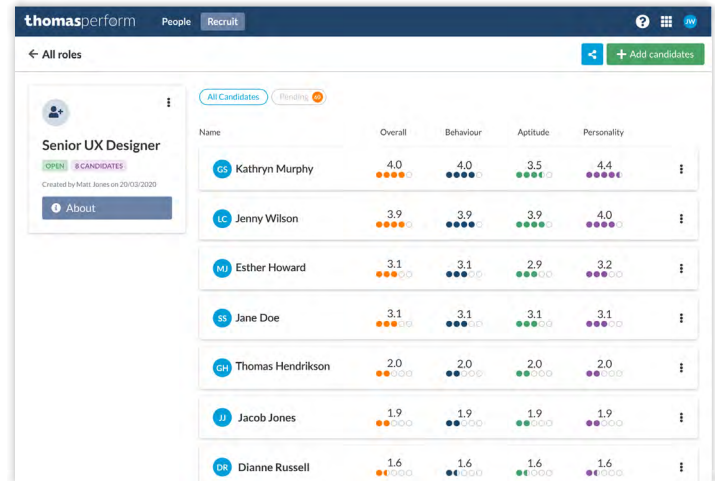 thomasperform People Recruit ? JW
← All roles + Add candidates
All Candidates Pending
Senior UX Designer
OPEN 8 CANDIDATES
Created by Matt Jones on 20/03/2020
About
Name Overall Behaviour Aptitude Personality
GS Kathryn Murphy 4.0 4.0 3.5 4.4
LC Jenny Wilson 3.9 3.9 3.9 4.0
MJ Esther Howard 3.1 3.1 2.9 3.2
SS Jane Doe 3.1 3.1 3.1 3.1
GH Thomas Hendrikson 2.0 2.0 2.0 2.0
JJ Jacob Jones 1.9 1.9 1.9 1.9
DR Dianne Russell 1.6 1.6 1.6 1.6